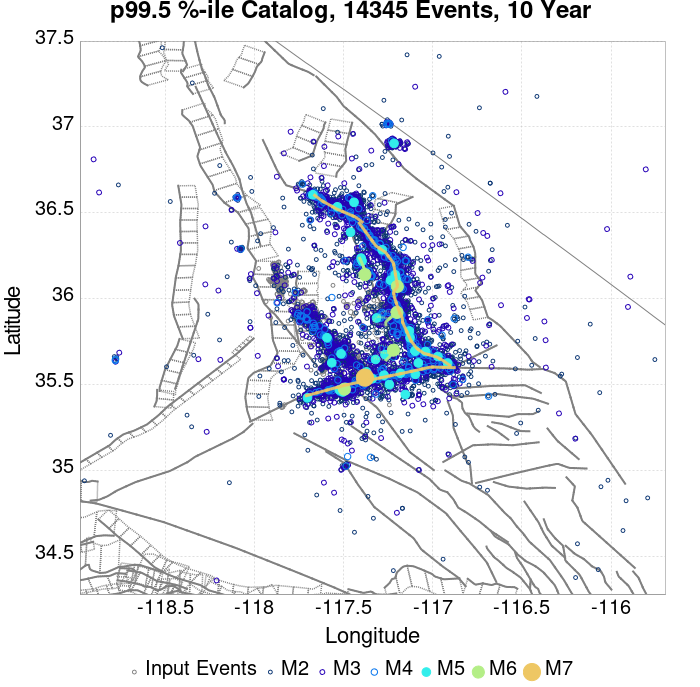 p99.5 %-ile Catalog, 14345 Events, 10 Year
37.5
37
36.5
36
35.5
35
34.5
Latitude
-118.5 -118 -117.5 -117 -116.5 -116
Longitude
Input Events M2 M3 M4 M5 M6 M7